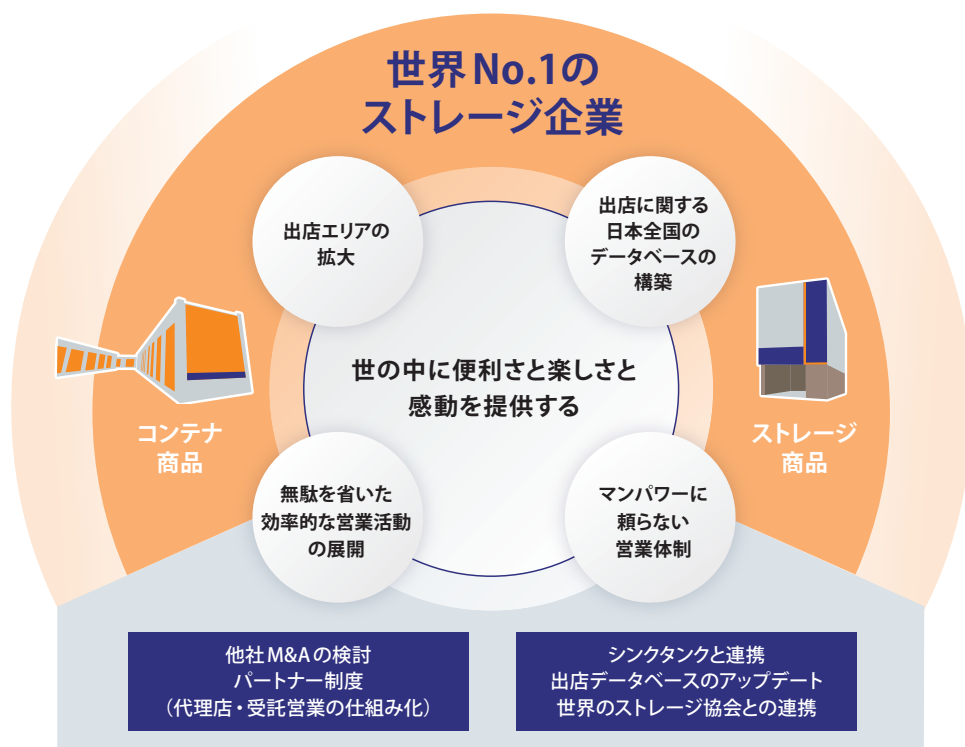 世界No.1の
ストレージ企業
出店エリアの
拡大
出店に関する
日本全国の
データベースの
構築
世の中に便利さと楽しさと
感動を提供する
コンテナ
商品
ストレージ
商品
無駄を省いた
効率的な営業活動
の展開
マンパワーに
頼らない
営業体制
他社M&Aの検討
パートナー制度
（代理店・受託営業の仕組み化）
シンクタンクと連携
出店データベースのアップデート
世界のストレージ協会との連携